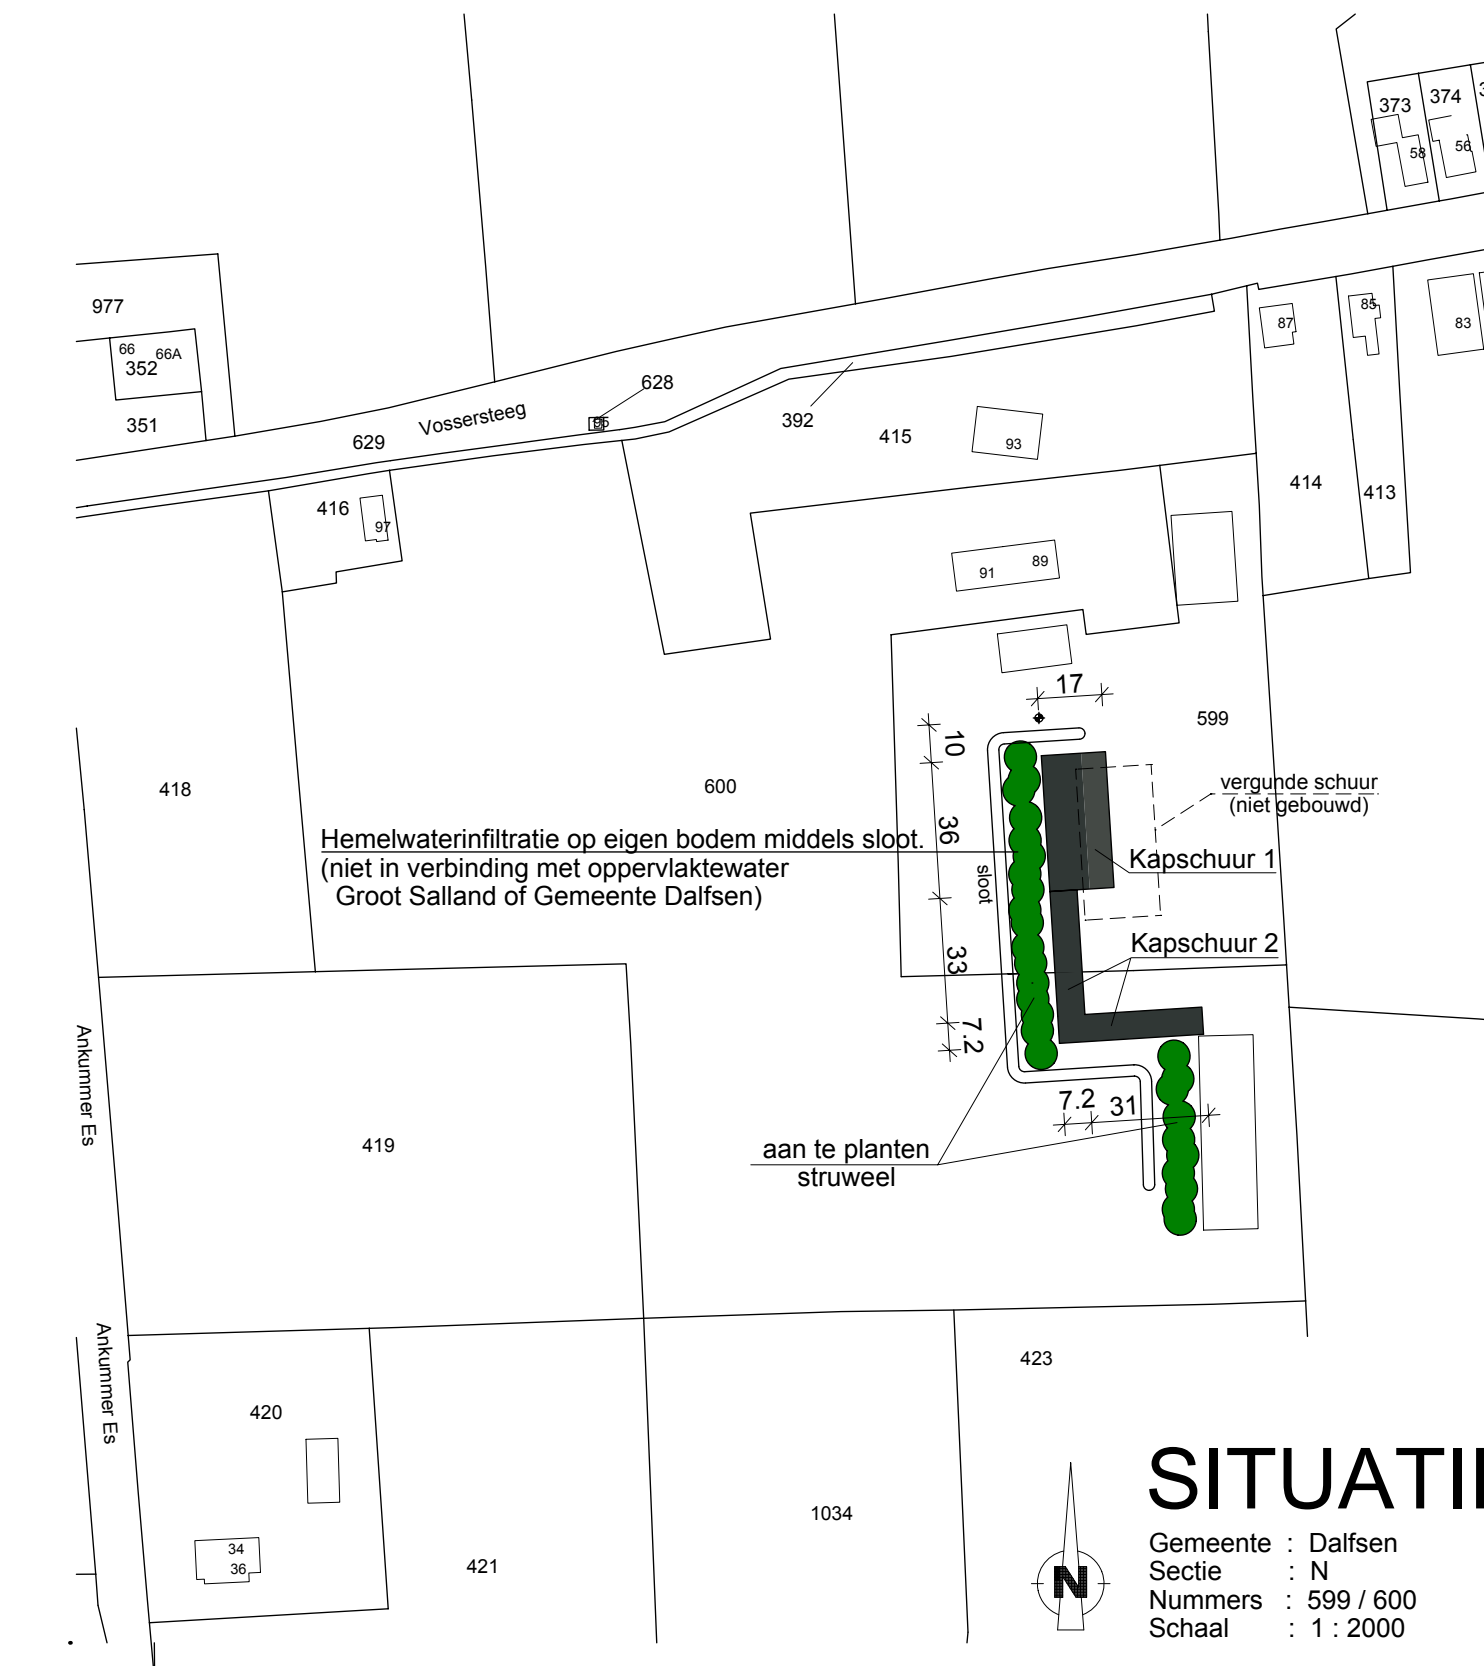 373
374
58
56
977
66
66A
352
351
87
85
83
628
Vossersteeg
95
629
392
415
93
414
413
416
97
91
89
17
599
10
418
600
vergunde schuur
(niet gebouwd)
36
Hemelwaterinfiltratie op eigen bodem middels sloot.
(niet in verbinding met oppervlaktewater
Groot Salland of Gemeente Dalfsen)
sloot
Kapschuur 1
33
Kapschuur 2
7.2
Ankummer Es
7.2
31
419
aan te planten
struweel
Ankummer Es
423
420
SITUATI
1034
34
36
421
N
Gemeente : Dalfsen
Sectie : N
Nummers : 599 / 600
Schaal : 1 : 2000